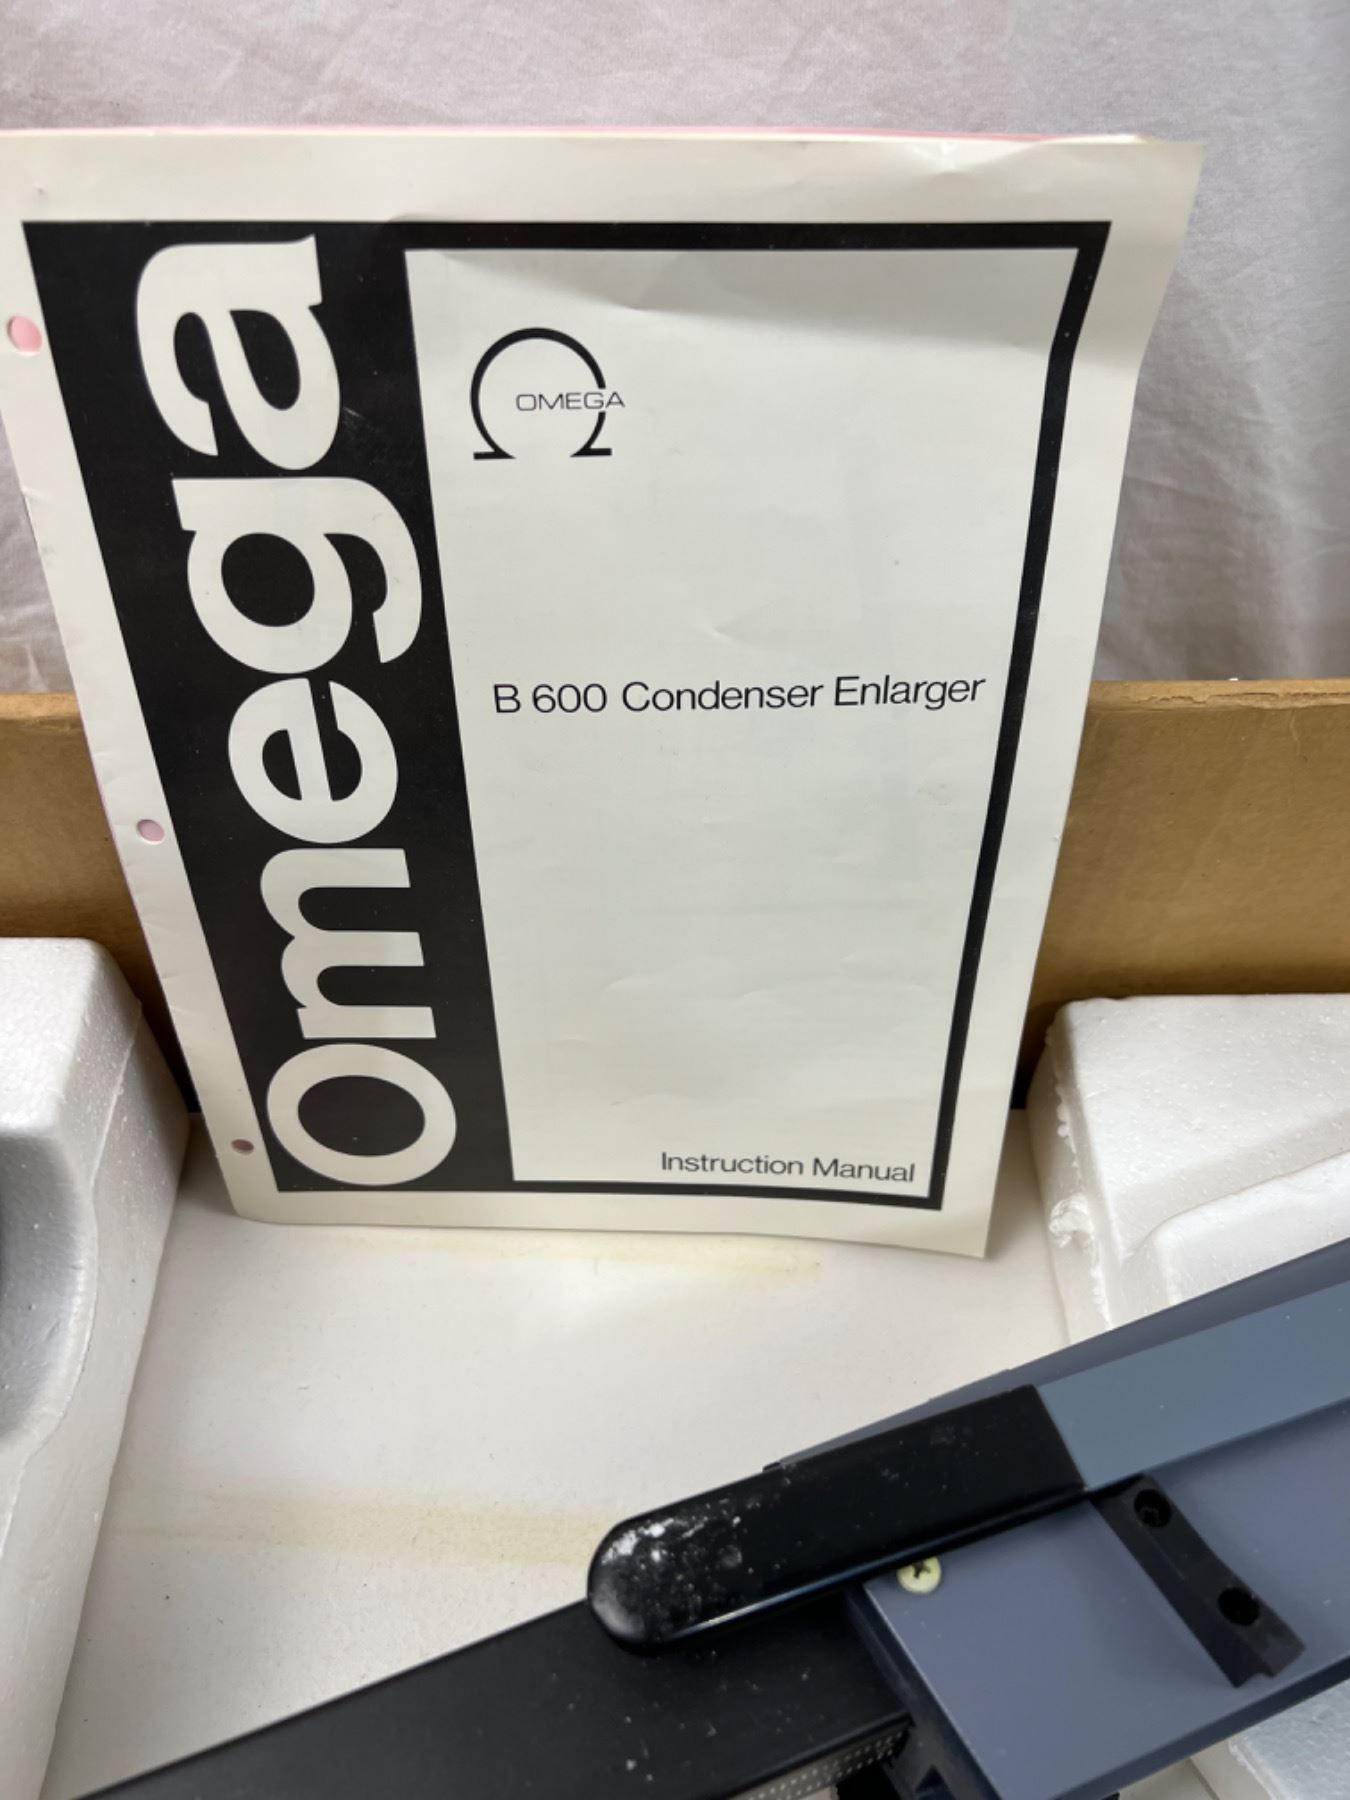 Omega
OMEGA
B 600 Condenser Enlarger
Instruction Manual